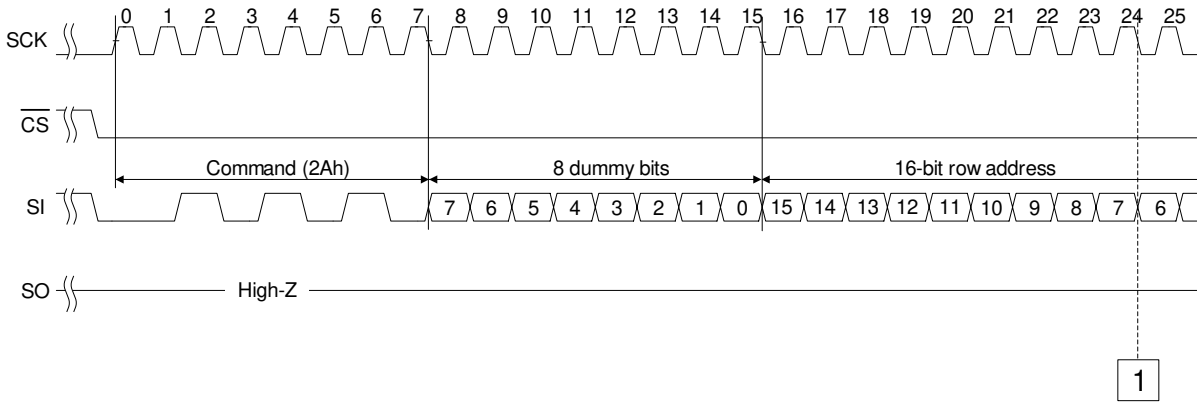 0 1 2 3 4 5 6 7 8 9 10 11 12 13 14 15 16 17 18 19 20 21 22 23 24 25
SCK
CS
Command (2Ah) 8 dummy bits 16-bit row address
SI 7 6 5 4 3 2 1 0 15 14 13 12 11 10 9 8 7 6
SO High-Z
1